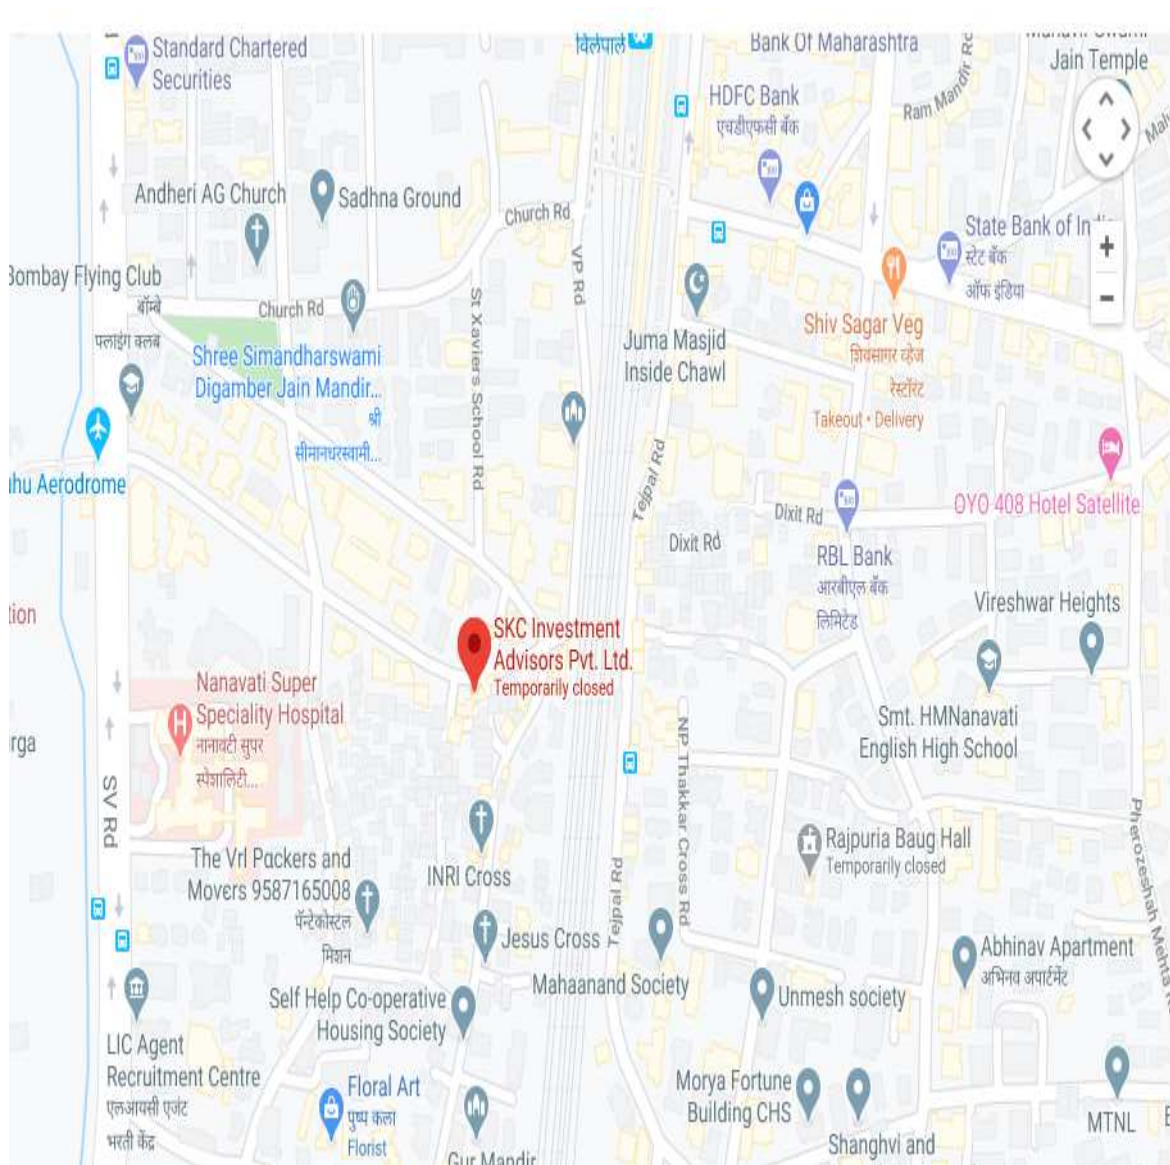 विलेपार्ले
Standard Chartered
Securities
Bank Of Maharashtra
Jain Temple
HDFC Bank
एचडीएफसी बँक
Ram Mandir Rd
Andheri AG Church
Sadhna Ground
Church Rd
State Bank of
स्टेट बँक
ऑफ इंडिया
Bombay Flying Club
बॉम्बे
फ्लाइंग क्लब
Church Rd
VP Rd
St Xaviers School Rd
Shree Simandharswami
Digamber Jain Mandir...
श्री
सीमानधरस्वामी...
Juma Masjid
Inside Chawl
Shiv Sagar Veg
शिवसागर व्हेज
रेस्टॉरंट
Takeout • Delivery
Aerodrome
Tejpal Rd
Dixit Rd
OYO 408 Hotel Satellite
Dixit Rd
RBL Bank
आरबीएल बँक
लिमिटेड
Vireshwar Heights
SKC Investment
Advisors Pvt. Ltd.
Temporarily closed
Nanavati Super
Speciality Hospital
नानावटी सुपर
स्पेशालिटी...
Smt. HMNanavati
English High School
SV Rd
NP Thakkar Cross Rd
Pherozeshah Mehta
Rajpuria Baug Hall
Temporarily closed
The Vrl Packers and
Movers 9587165008
पॅन्टेकोस्टल
मिशन
INRI Cross
Tejpal Rd
Jesus Cross
Mahaanand Society
Abhinav Apartment
अभिनव अपार्टमेंट
Self Help Co-operative
Housing Society
Unmesh society
LIC Agent
Recruitment Centre
एलआयसी एजंट
भरती केंद्र
Floral Art
पुष्प कला
Florist
Morya Fortune
Building CHS
Shanghvi and
MTNL
Gur Mandir